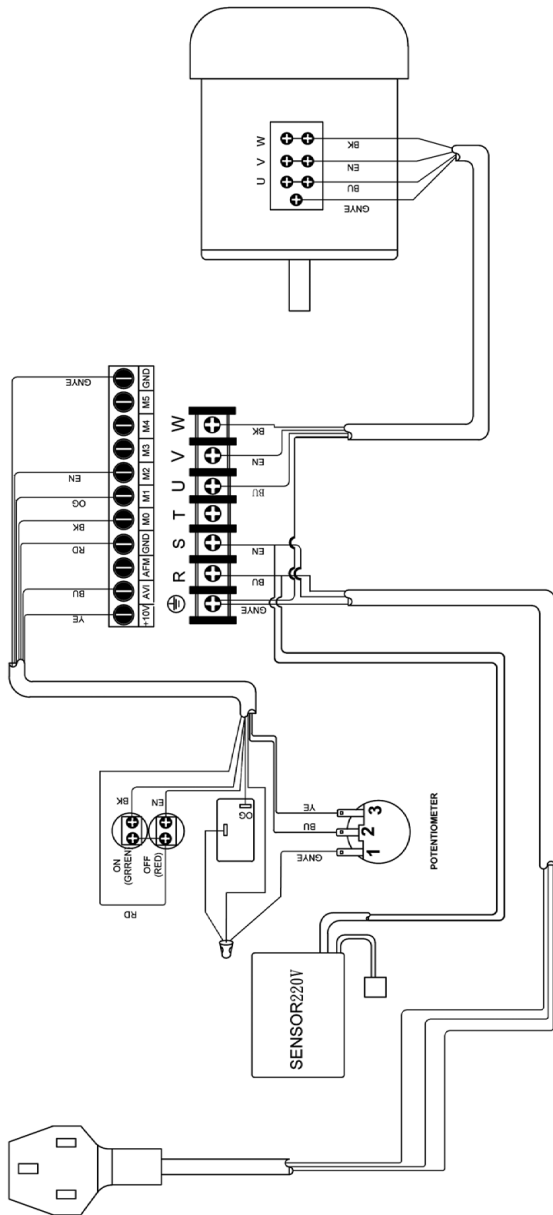 W
V
U
BK
EN
BU
GNYE
GNYE
EN
OG
BK
RD
BU
YE
GND
M5
M4
M3
M2
M1
M0
GND
AFM
AVI
+10V
W
V
U
T
S
R
BK
EN
BU
EN
BU
GNYE
BK
EN
ON
(GRREN)
OFF
(RED)
RD
OG
YE
BU
GNYE
3
2
1
POTENTIOMETER
SENSOR220V